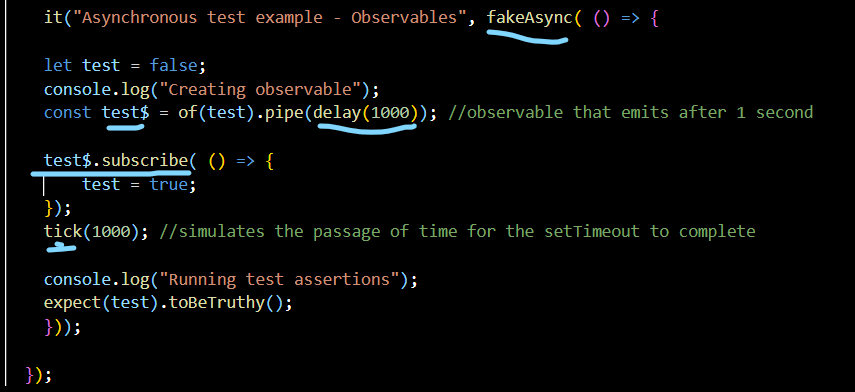 it("Asynchronous test example - Observables", fakeAsync( () => {
let test = false;
console.log("Creating observable");
const test$ = of(test).pipe(delay(1000)); //observable that emits after 1 second
test$.subscribe( () => {
test = true;
});
tick(1000); //simulates the passage of time for the setTimeout to complete
console.log("Running test assertions");
expect(test).toBeTruthy();
}));
});